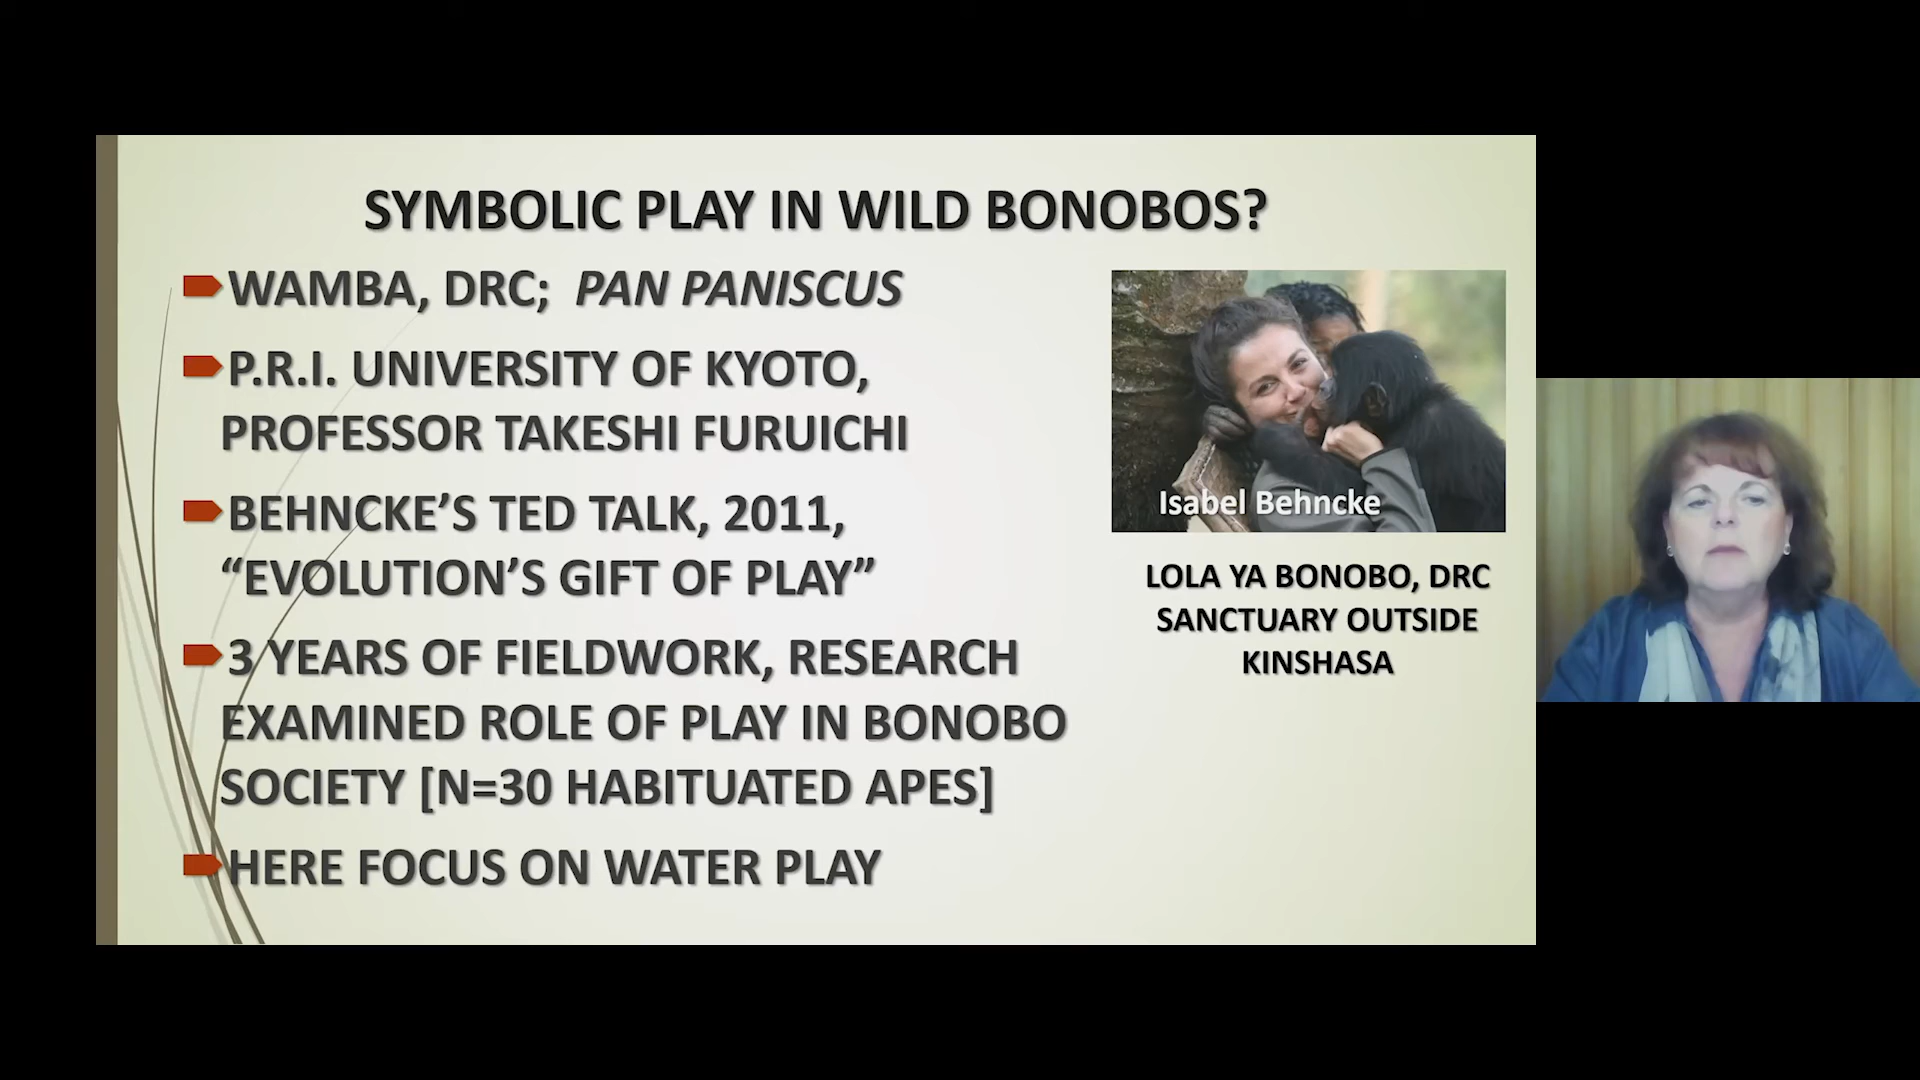 SYMBOLIC PLAY IN WILD BONOBOS?
WAMBA, DRC; PAN PANISCUS
P.R.I. UNIVERSITY OF KYOTO,
PROFESSOR TAKESHI FURUICHI
BEHNCKE’S TED TALK, 2011,
“EVOLUTION’S GIFT OF PLAY”
3 YEARS OF FIELDWORK, RESEARCH
EXAMINED ROLE OF PLAY IN BONOBO
SOCIETY [N=30 HABITUATED APES]
HERE FOCUS ON WATER PLAY
Isabel Behncke
LOLA YA BONOBO, DRC
SANCTUARY OUTSIDE
KINSHASA